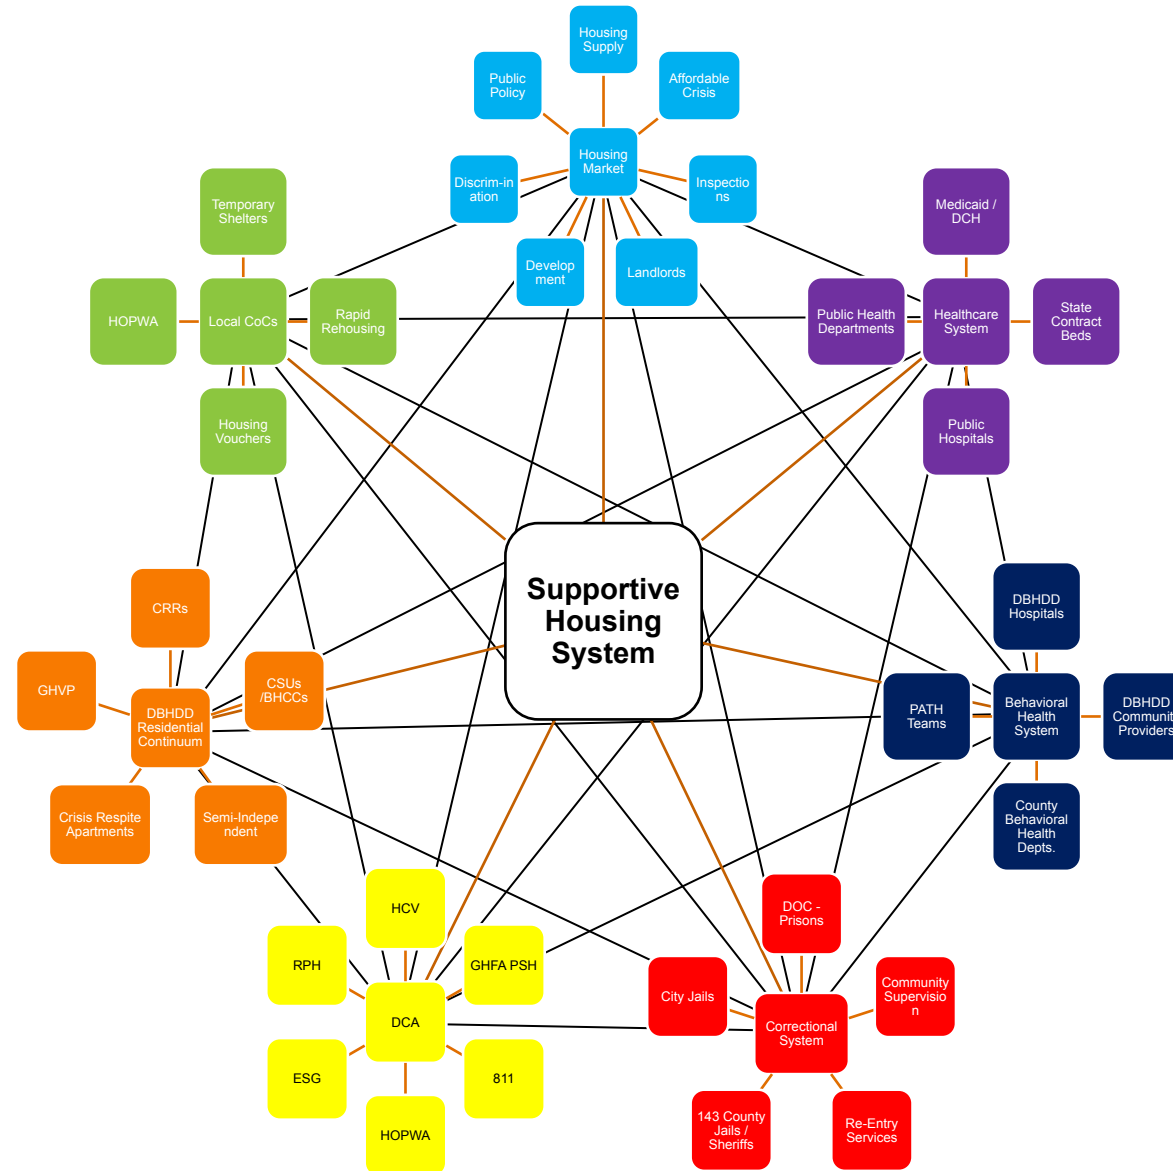 Housing
Supply
Public
Policy
Affordable
Crisis
Housing
Market
Discrim-in
ation
Inspectio
ns
Develop
ment
Landlords
Temporary
Shelters
HOPWA
Local CoCs
Rapid
Rehousing
Housing
Vouchers
Medicaid /
DCH
Public Health
Departments
Healthcare
System
State
Contract
Beds
Public
Hospitals
Supportive
Housing
System
CRRs
GHVP
CSUs
/BHCCs
DBHDD
Residential
Continuum
Crisis Respite
Apartments
Semi-Indepe
ndent
DBHDD
Hospitals
PATH
Teams
Behavioral
Health
System
DBHDD
Community
Providers
County
Behavioral
Health
Depts.
HCV
RPH
GHFA PSH
DCA
ESG
811
HOPWA
DOC -
Prisons
City Jails
Community
Supervisio
n
Correctional
System
143 County
Jails /
Sheriffs
Re-Entry
Services